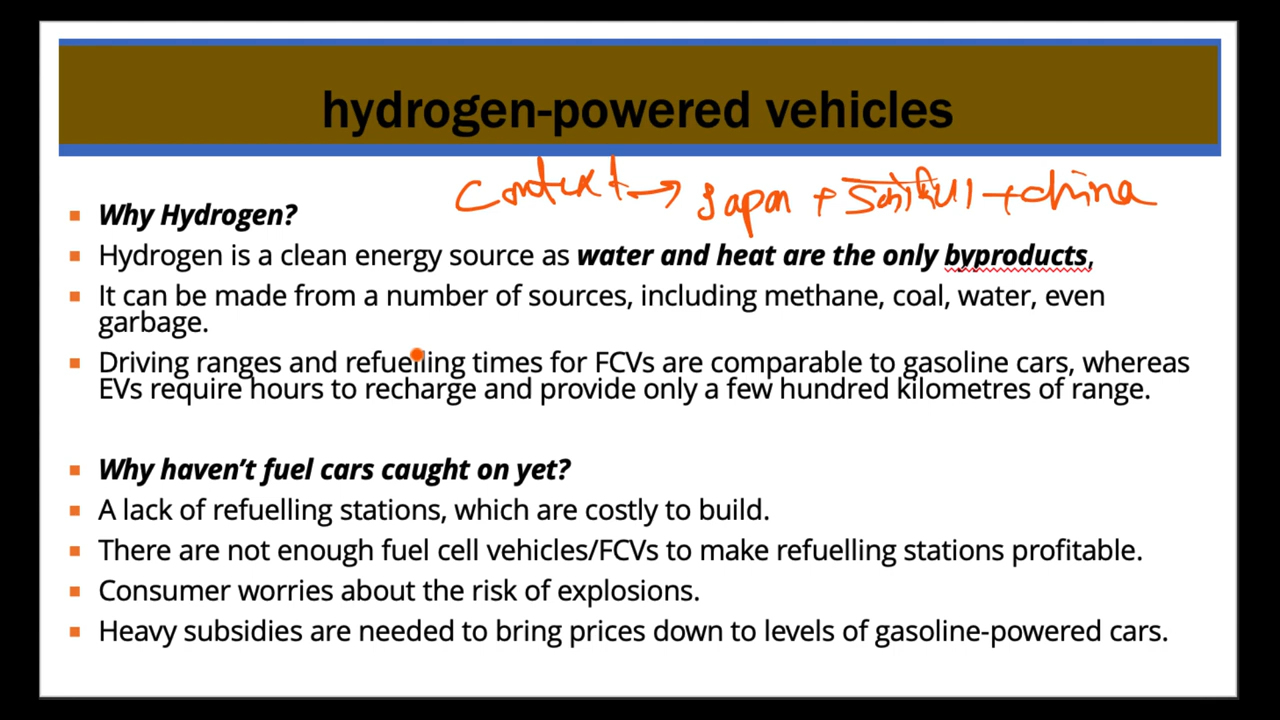 hydrogen-powered vehicles
Context → Japan + + China
Why Hydrogen?
Hydrogen is a clean energy source as water and heat are the only byproducts,
It can be made from a number of sources, including methane, coal, water, even
garbage.
Driving ranges and refuelling times for FCVs are comparable to gasoline cars, whereas
EVs require hours to recharge and provide only a few hundred kilometres of range.
Why haven't fuel cars caught on yet?
A lack of refuelling stations, which are costly to build.
There are not enough fuel cell vehicles/FCVs to make refuelling stations profitable.
Consumer worries about the risk of explosions.
Heavy subsidies are needed to bring prices down to levels of gasoline-powered cars.